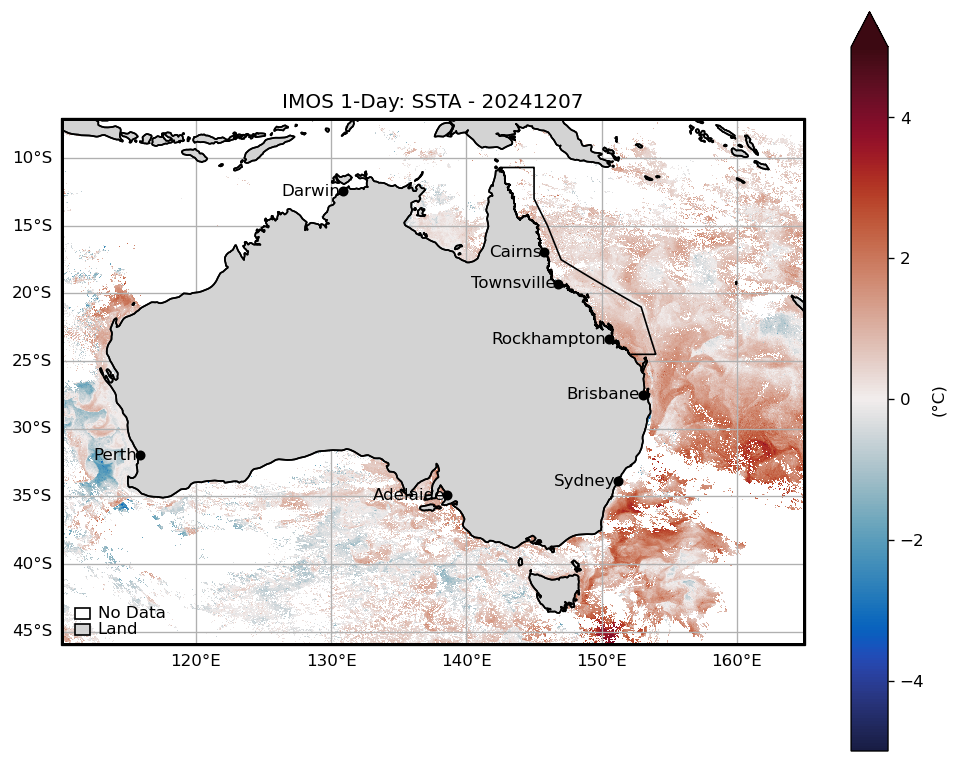 IMOS 1-Day: SSTA - 20241207
10°S
15°S
20°S
25°S
30°S
35°S
40°S
45°S
Darwin
Cairns
Townsville
Rockhampton
Brisbane
Perth
Sydney
Adelaide
No Data
Land
120°E 130°E 140°E 150°E 160°E
4
2
0
−2
−4
(°C)